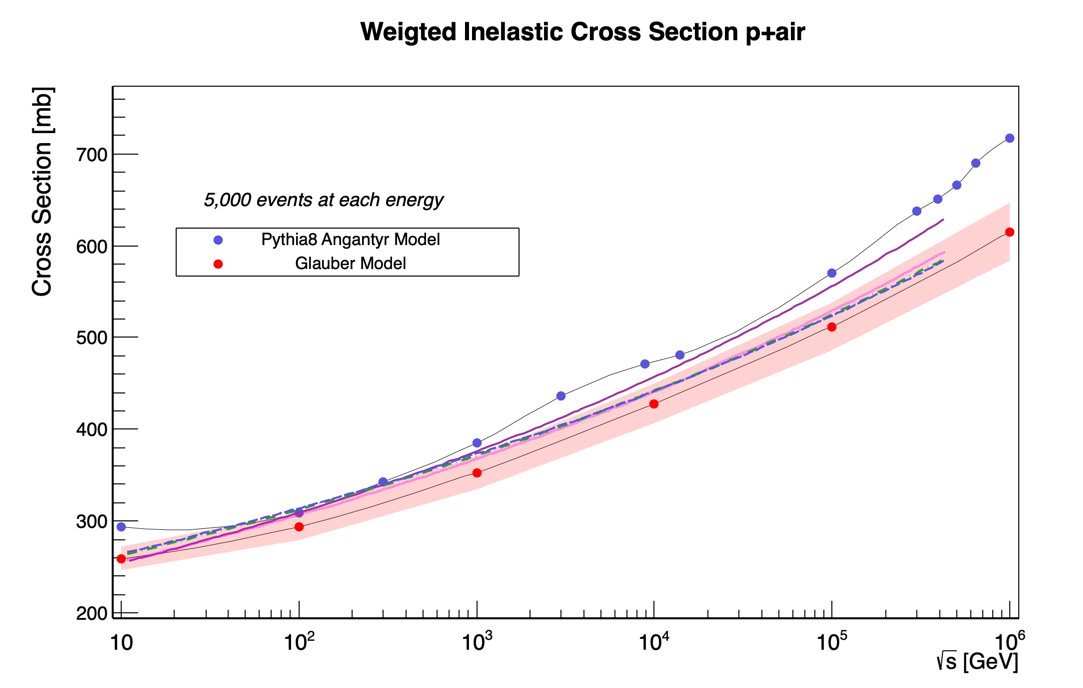 Weigted Inelastic Cross Section p+air
Cross Section [mb]
700
600
500
400
300
200
5,000 events at each energy
Pythia8 Angantyr Model
Glauber Model
10 10² 10³ 10⁴ 10⁵ 10⁶
√s [GeV]